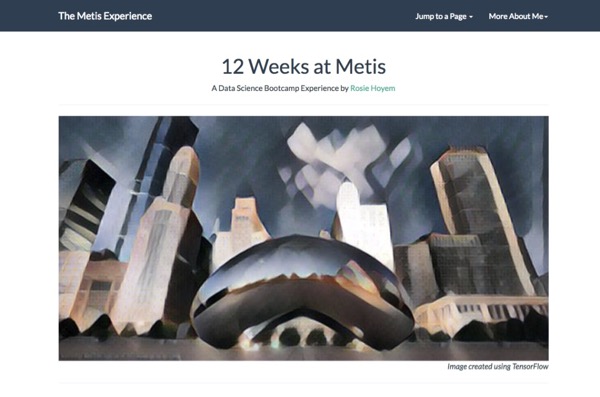 The Metis Experience
Jump to a Page
More About Me
12 Weeks at Metis
A Data Science Bootcamp Experience by Rosie Hoyem
Image created using TensorFlow